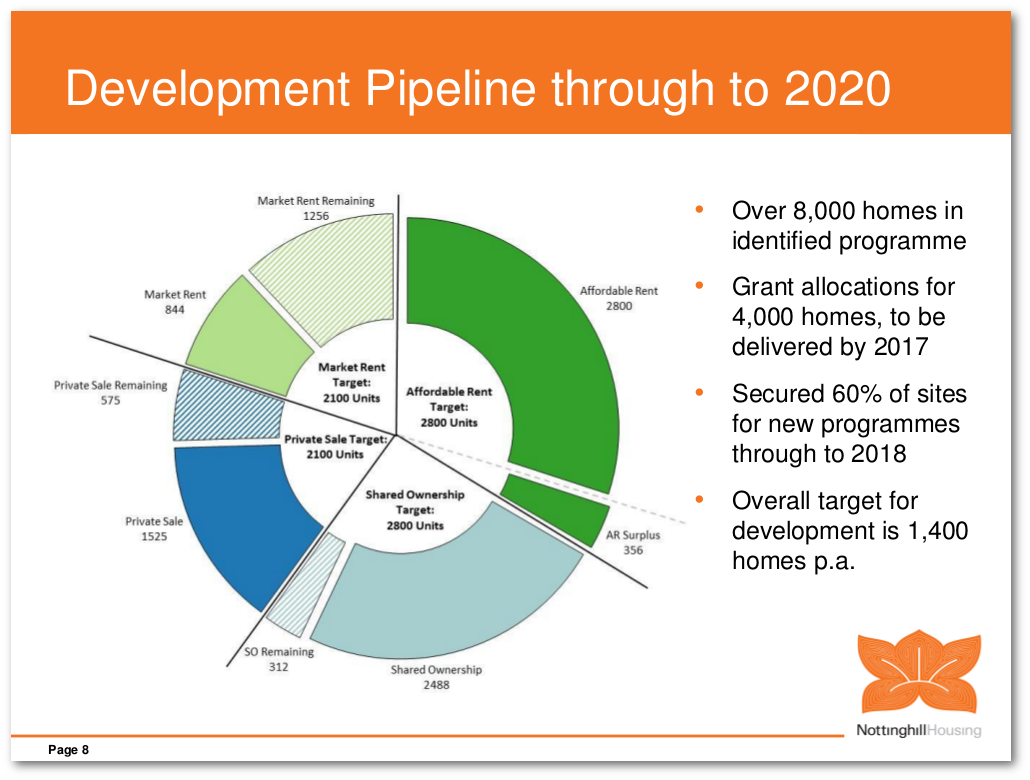 Development Pipeline through to 2020
Market Rent Remaining
1256
Market Rent
844
Private Sale Remaining
575
Private Sale
1525
SO Remaining
312
Shared Ownership
2488
AR Surplus
356
Affordable Rent
2800
Market Rent
Target:
2100 Units
Affordable Rent
Target:
2800 Units
Private Sale Target:
2100 Units
Shared Ownership
Target:
2800 Units
• Over 8,000 homes in
identified programme
• Grant allocations for
4,000 homes, to be
delivered by 2017
• Secured 60% of sites
for new programmes
through to 2018
• Overall target for
development is 1,400
homes p.a.
NottinghillHousing
Page 8